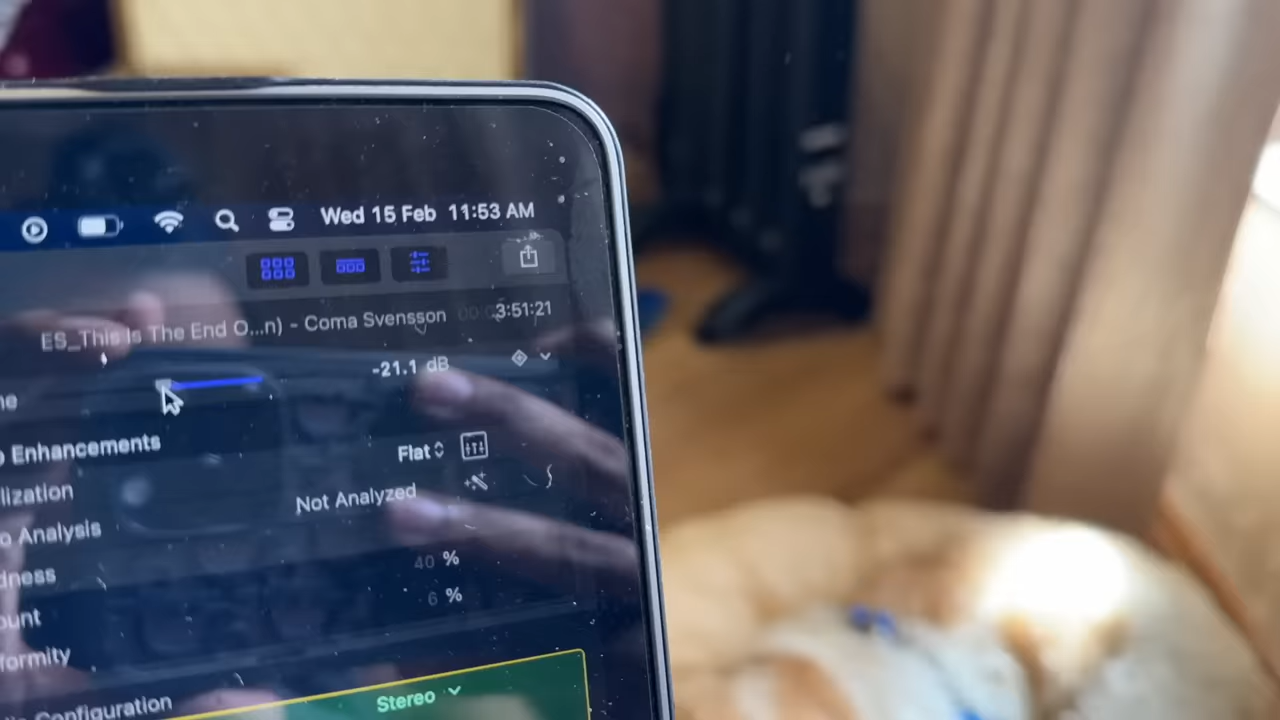 Wed 15 Feb 11:53 AM
ES_This Is The End O...n) - Coma Svensson 3:51:21
-21.1 dB
Enhancements
Flat
lization
Not Analyzed
o Analysis
dness 40 %
ount 6 %
formity
Configuration Stereo